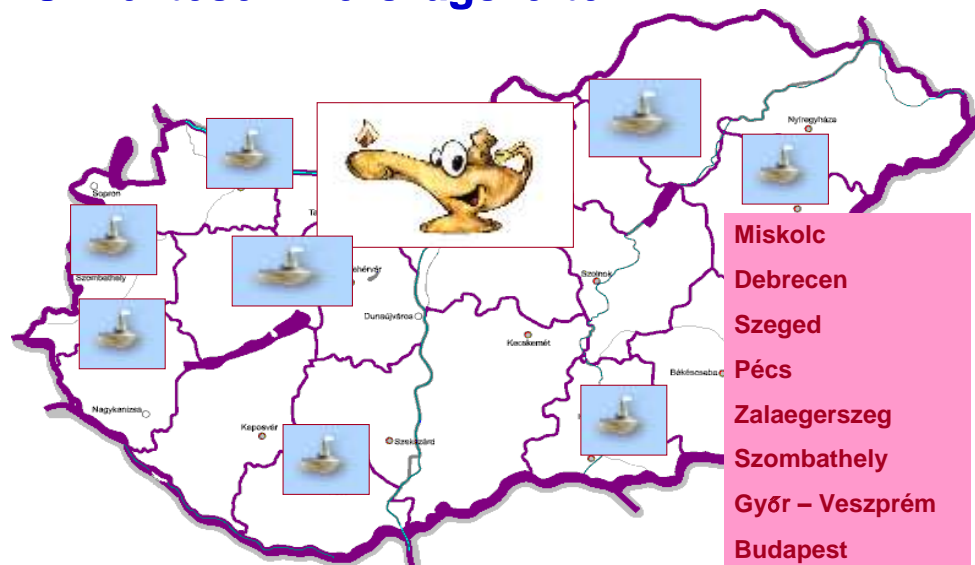 Nyíregyháza
Sopron
Szombathely
Szolnok
Dunaújváros
Kecskemét
Békéscsaba
Nagykanizsa
Kaposvár
Szekszárd
Miskolc
Debrecen
Szeged
Pécs
Zalaegerszeg
Szombathely
Győr – Veszprém
Budapest